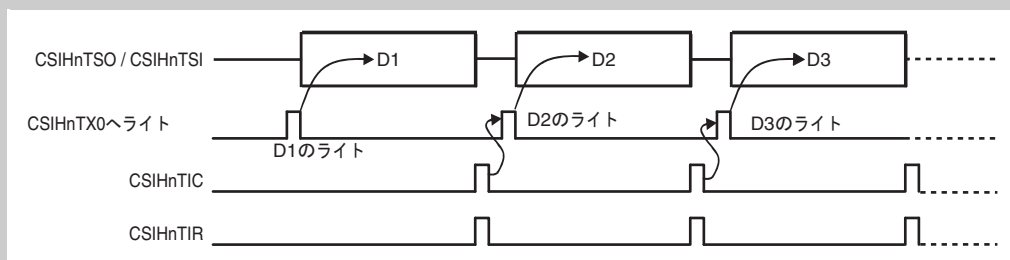 CSIHnTSO / CSIHnTSI
D1
D2
D3
CSIHnTX0へライト
D1のライト
D2のライト
D3のライト
CSIHnTIC
CSIHnTIR